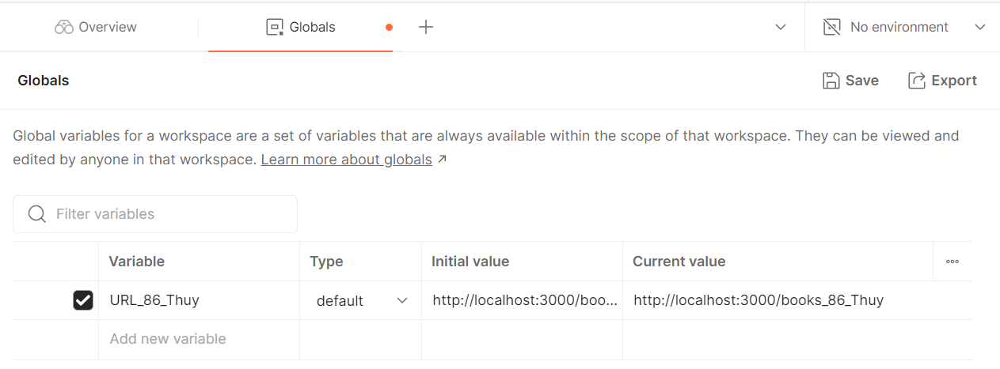 Overview
Globals
No environment
Globals
Save
Export
Global variables for a workspace are a set of variables that are always available within the scope of that workspace. They can be viewed and
edited by anyone in that workspace. Learn more about globals ↗
Filter variables
Variable Type Initial value Current value
URL_86_Thuy default http://localhost:3000/boo... http://localhost:3000/books_86_Thuy
Add new variable